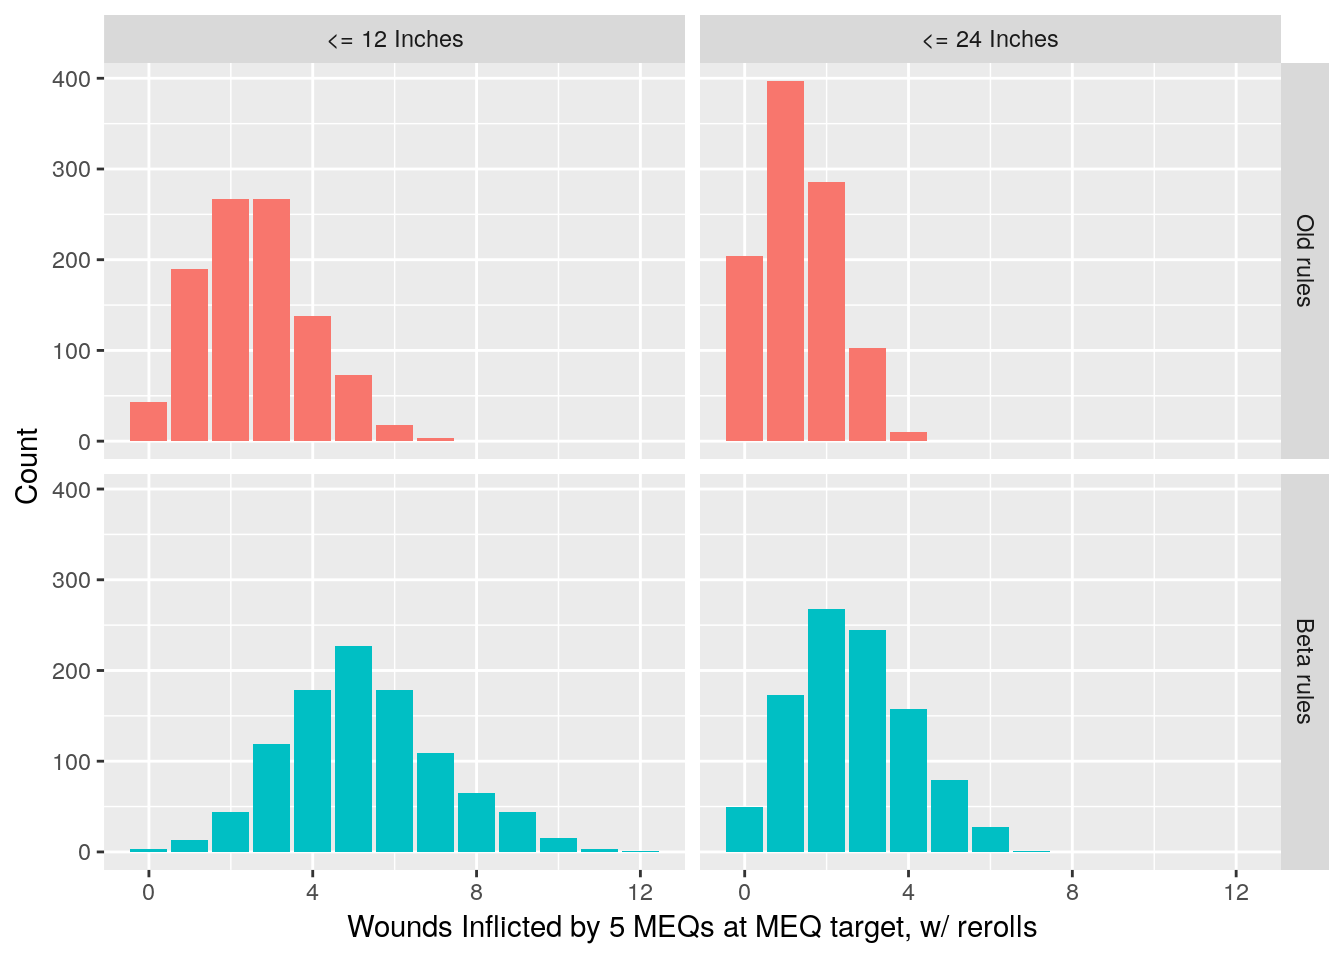 <= 12 Inches
<= 24 Inches
400
300
200
100
0
Old rules
Count
400
300
200
100
0
Beta rules
0 4 8 12
0 4 8 12
Wounds Inflicted by 5 MEQs at MEQ target, w/ rerolls